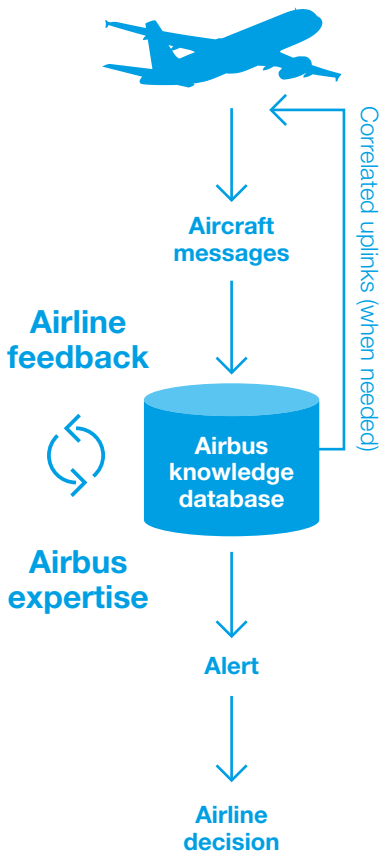 Correlated uplinks (when needed)
Aircraft
messages
Airline
feedback
Airbus
knowledge
database
Airbus
expertise
Alert
Airline
decision